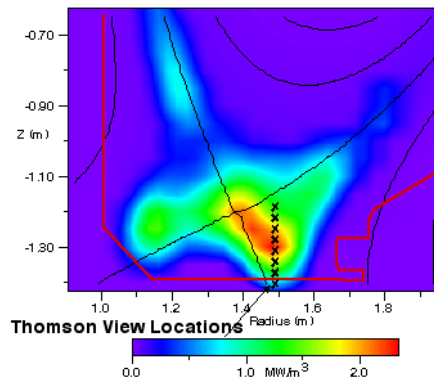 -0.70
-0.90
Z (m)
-1.10
-1.30
1.0 1.2 1.4 1.6 1.8
Thomson View Locations
Radius (m)
0.0 1.0 MW/m3 2.0